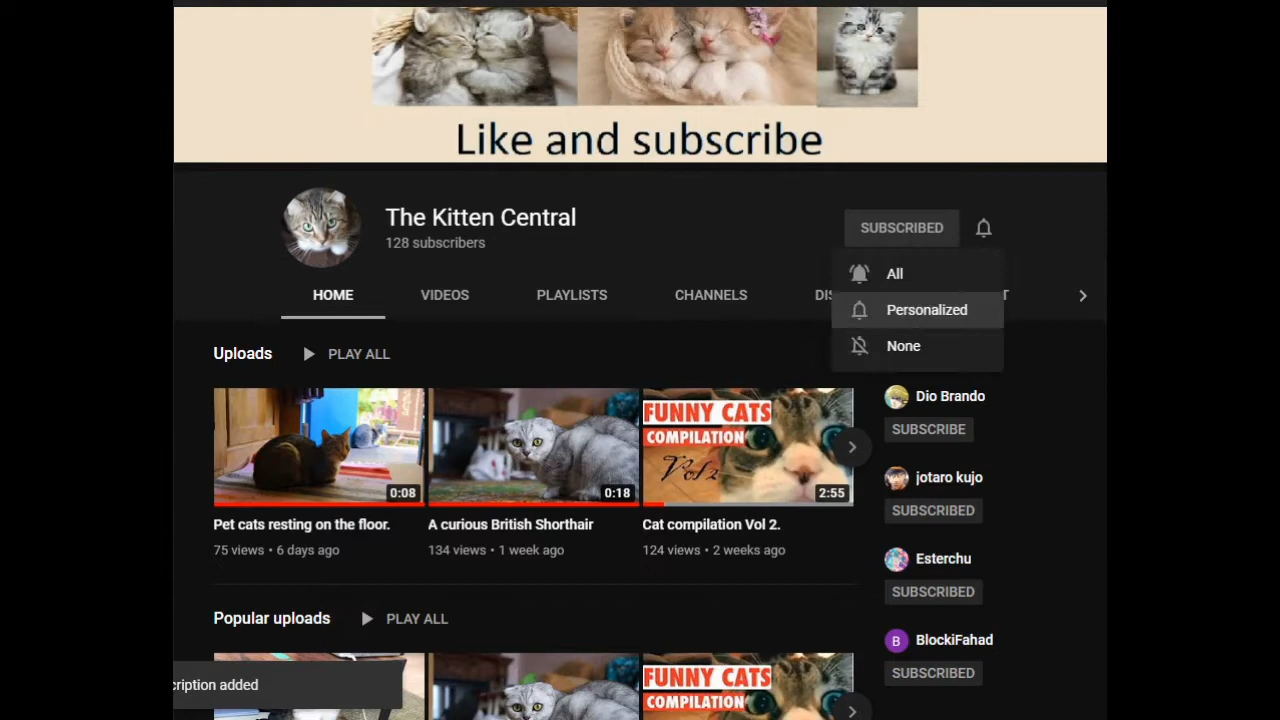 Like and subscribe
The Kitten Central
128 subscribers
SUBSCRIBED
All
Personalized
None
HOME
VIDEOS
PLAYLISTS
CHANNELS
Uploads
PLAY ALL
FUNNY CATS
COMPILATION
Vol 2
0:08
0:18
2:55
Pet cats resting on the floor.
75 views • 6 days ago
A curious British Shorthair
134 views • 1 week ago
Cat compilation Vol 2.
124 views • 2 weeks ago
Dio Brando
SUBSCRIBE
jotaro kujo
SUBSCRIBED
Esterchu
SUBSCRIBED
B
BlockiFahad
SUBSCRIBED
Popular uploads
PLAY ALL
FUNNY CATS
COMPILATION
cription added